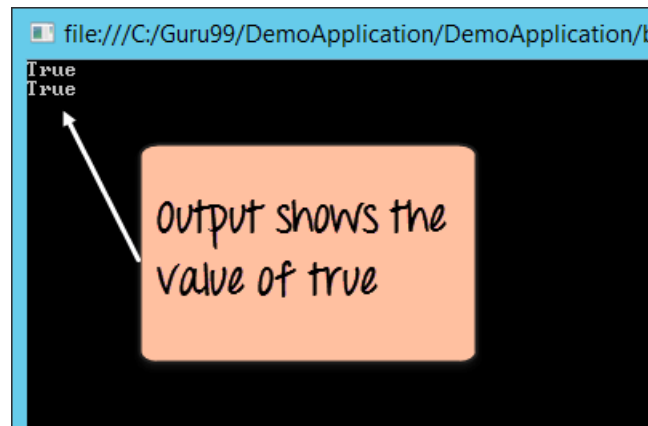 file:///C:/Guru99/DemoApplication/DemoApplication/b
True
True
Output shows the
value of true